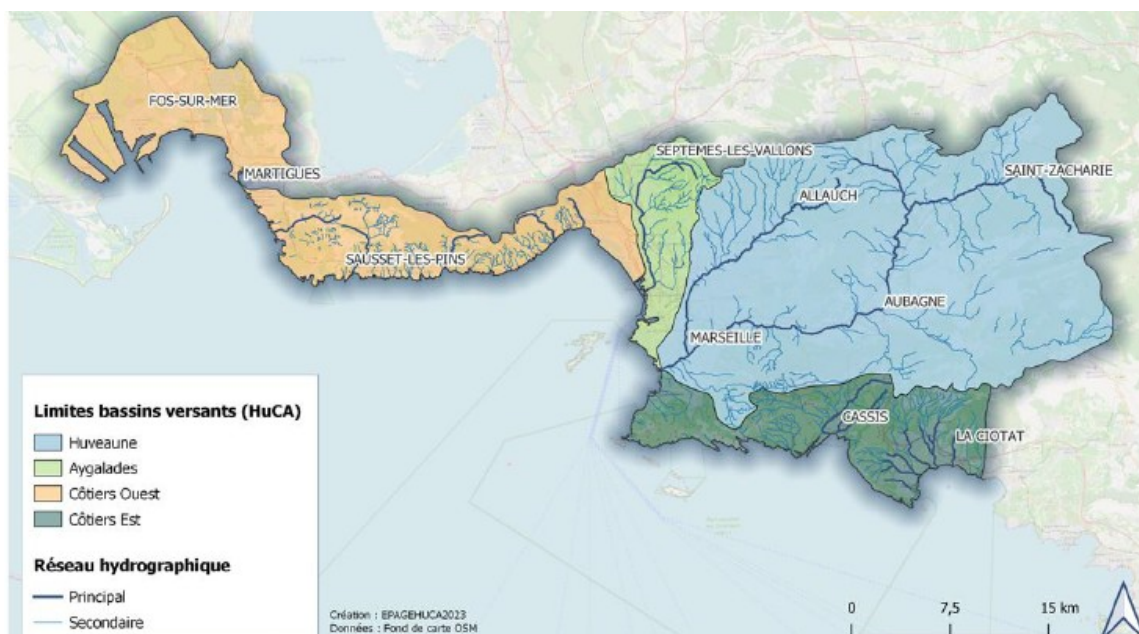 FOS-SUR-MER
SEPTEMES-LES-VALLONS
SAINT-ZACHARIE
MARTIGUES
ALLAUCH
SAUSSET-LES-PINS
AUBAGNE
MARSEILLE
CASSIS
LA CIOTAT
Limites bassins versants (HuCA)
Huveaune
Aygalades
Côtiers Ouest
Côtiers Est
Réseau hydrographique
Principal
Secondaire
Création : EPAGEHUCA2023
Données : Fond de carte OSM
0 7,5 15 km